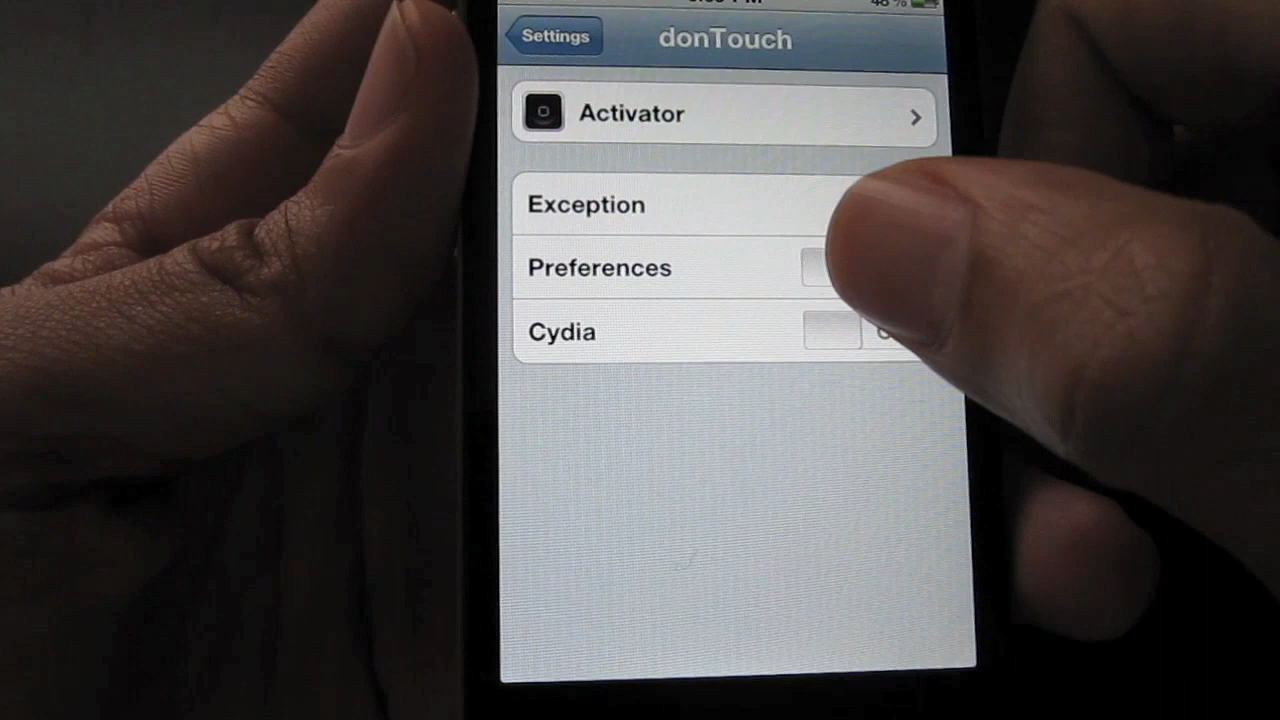 Settings
donTouch
Activator
Exception
Preferences
Cydia